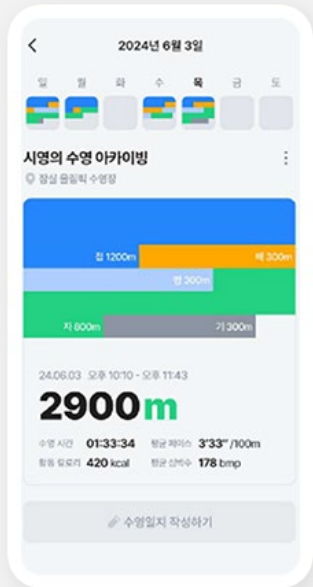 2024년 6월 3일
일 월 화 수 목 금 토
시영의 수영 아카이빙
잠실 올림픽 수영장
접 1200m 배 300m
평 300m
자 800m 기 300m
24.06.03 오후 10:10 - 오후 11:43
2900m
수영 시간 01:33:34 평균 페이스 3'33" /100m
활동 칼로리 420 kcal 평균 심박수 178 bmp
수영일지 작성하기